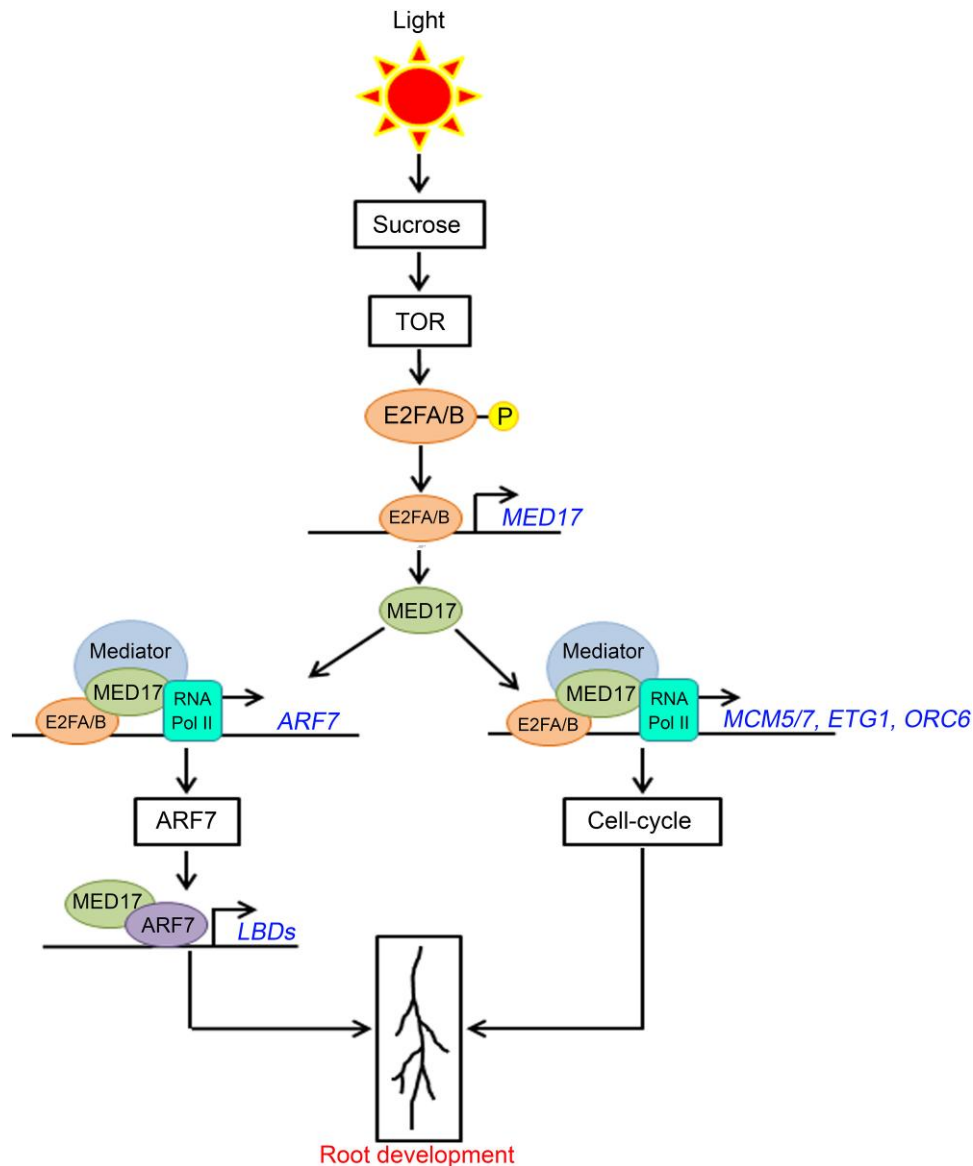 Light
Sucrose
TOR
E2FA/B
P
E2FA/B
MED17
MED17
Mediator
MED17
RNA
Pol II
E2FA/B
ARF7
Mediator
MED17
RNA
Pol II
E2FA/B
MCM5/7, ETG1, ORC6
ARF7
Cell-cycle
MED17
ARF7
LBDs
Root development